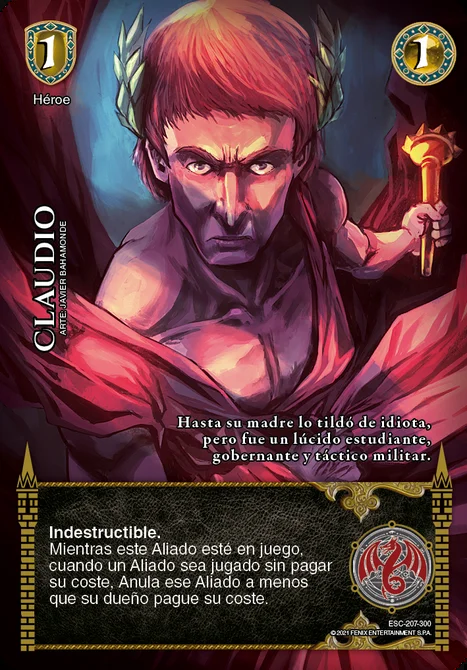 1
1
Héroe
CLAUDIO
ARTE: JAVIER BAHAMONDE
Hasta su madre lo tildó de idiota,
pero fue un lúcido estudiante,
gobernante y táctico militar.
Indestructible.
Mientras este Aliado esté en juego,
cuando un Aliado sea jugado sin pagar
su coste, Anula ese Aliado a menos
que su dueño pague su coste.
ESC-207-300
©2021 FENIX ENTERTAINMENT S.P.A.